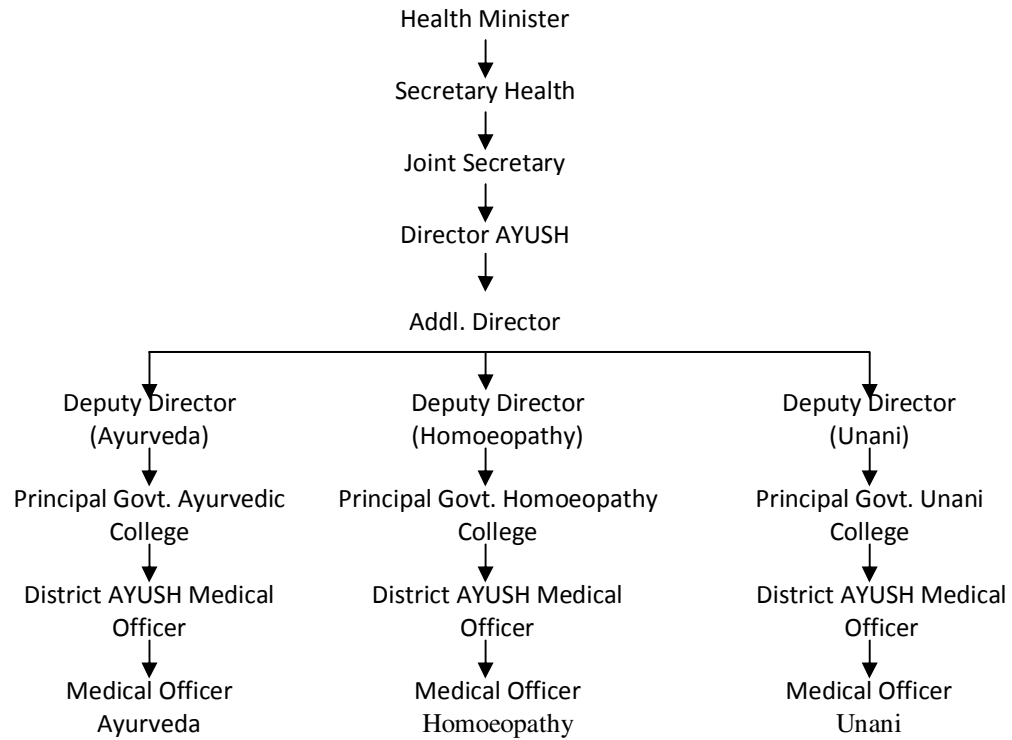 Health Minister
Secretary Health
Joint Secretary
Director AYUSH
Addl. Director
Deputy Director
(Ayurveda)
Deputy Director
(Homoeopathy)
Deputy Director
(Unani)
Principal Govt. Ayurvedic
College
Principal Govt. Homoeopathy
College
Principal Govt. Unani
College
District AYUSH Medical
Officer
District AYUSH Medical
Officer
District AYUSH Medical
Officer
Medical Officer
Ayurveda
Medical Officer
Homoeopathy
Medical Officer
Unani